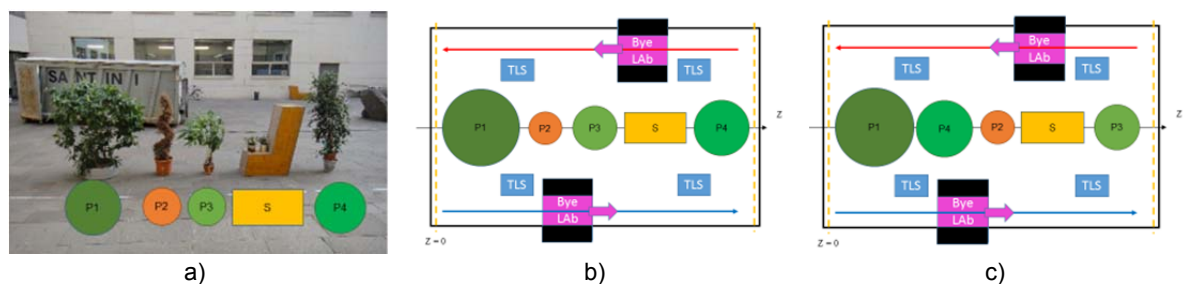 SANTINI
P1 P2 P3 S P4
a)
Bye
LAb
TLS TLS
P1 P2 P3 S P4 Z
TLS TLS
Bye
LAb
Z = 0
b)
Bye
LAb
TLS TLS
P1 P4 P2 S P3 Z
TLS TLS
Bye
LAb
Z = 0
c)